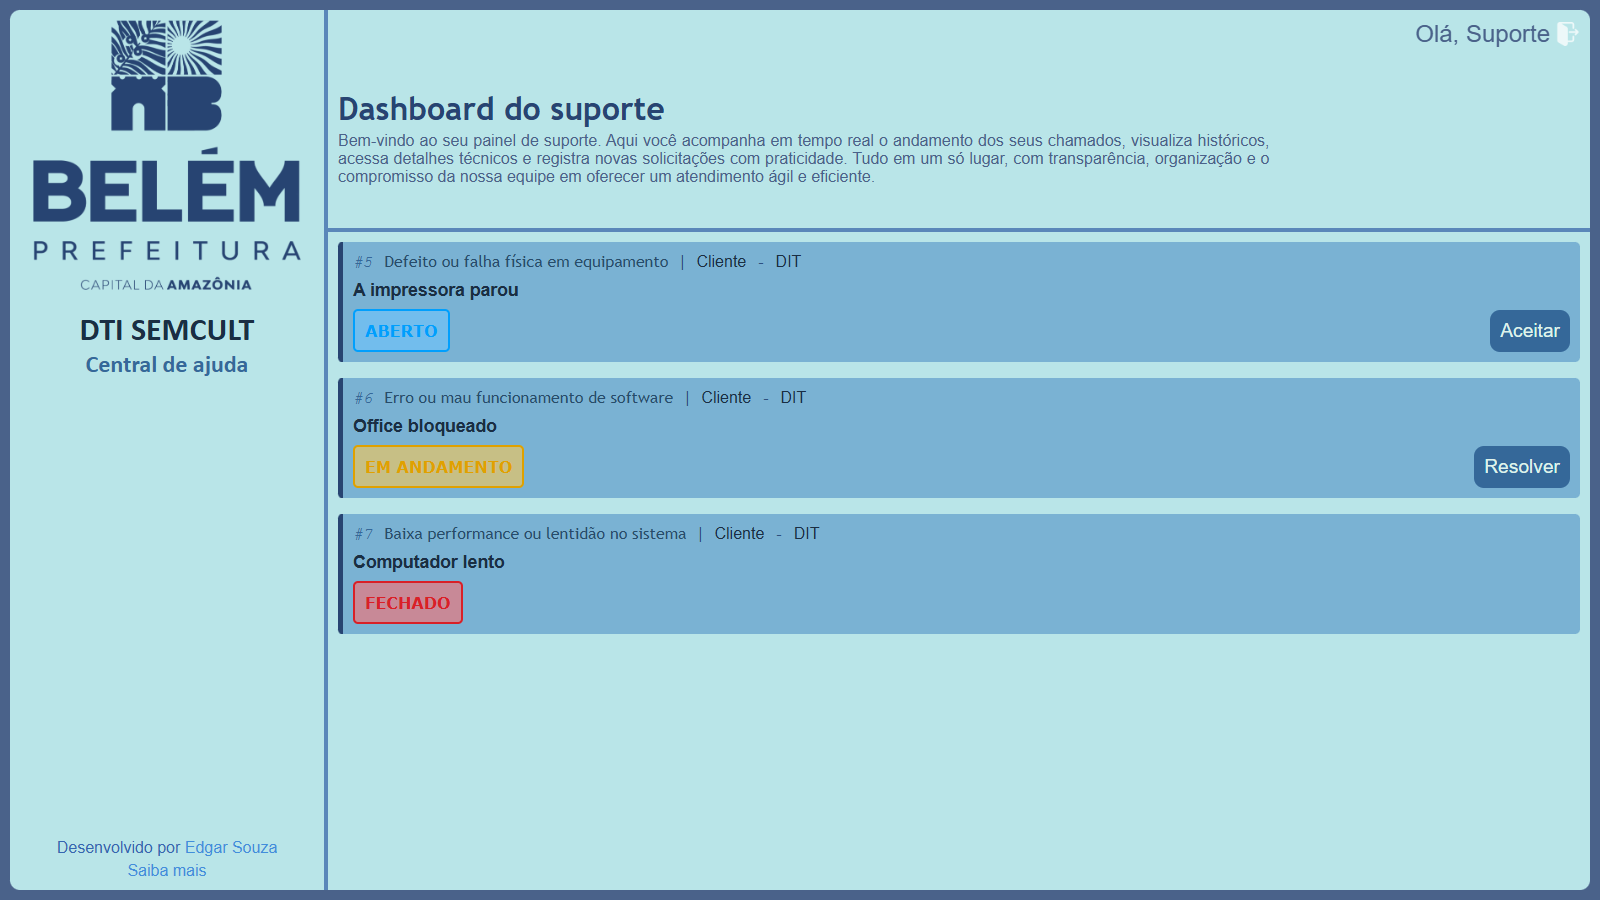 BELÉM
PREFEITURA
CAPITAL DA AMAZÔNIA
DTI SEMCULT
Central de ajuda
Desenvolvido por Edgar Souza
Saiba mais
Olá, Suporte
Dashboard do suporte
Bem-vindo ao seu painel de suporte. Aqui você acompanha em tempo real o andamento dos seus chamados, visualiza históricos,
acessa detalhes técnicos e registra novas solicitações com praticidade. Tudo em um só lugar, com transparência, organização e o
compromisso da nossa equipe em oferecer um atendimento ágil e eficiente.
#5 Defeito ou falha física em equipamento | Cliente - DIT
A impressora parou
ABERTO
Aceitar
#6 Erro ou mau funcionamento de software | Cliente - DIT
Office bloqueado
EM ANDAMENTO
Resolver
#7 Baixa performance ou lentidão no sistema | Cliente - DIT
Computador lento
FECHADO